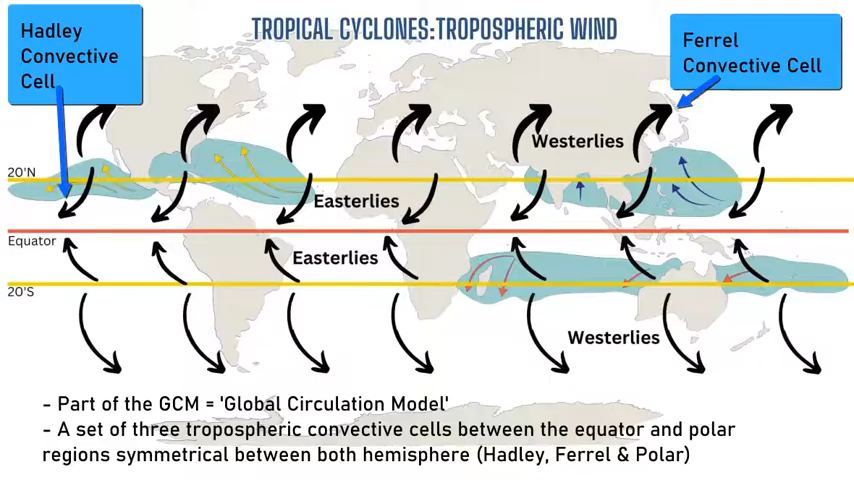 TROPICAL CYCLONES:TROPOSPHERIC WIND
Hadley
Convective
Cell
Ferrel
Convective Cell
Westerlies
20'N
Easterlies
Equator
Easterlies
20'S
Westerlies
- Part of the GCM = 'Global Circulation Model'
- A set of three tropospheric convective cells between the equator and polar
regions symmetrical between both hemisphere (Hadley, Ferrel & Polar)